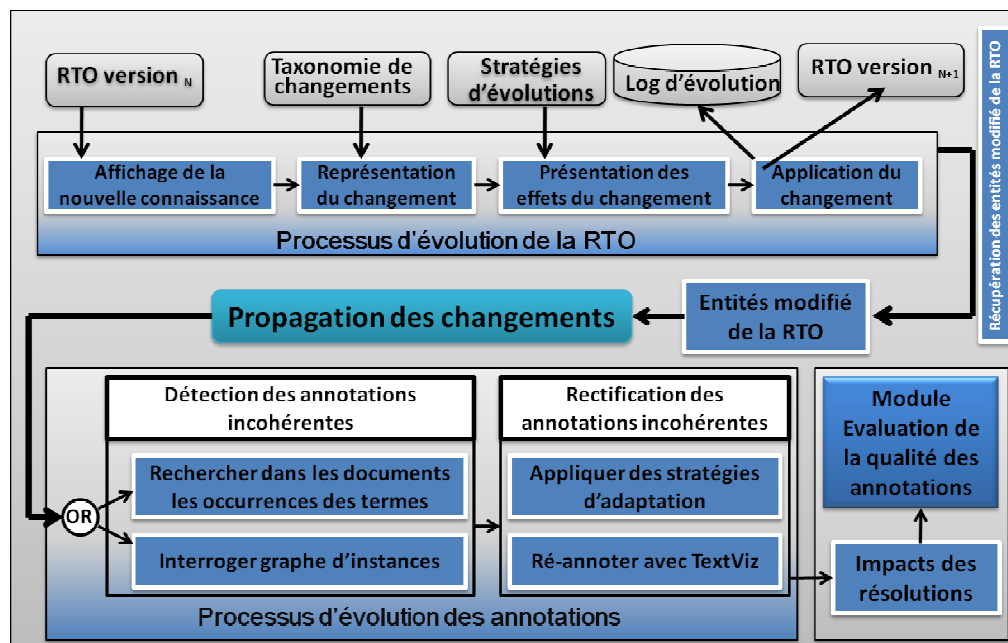 RTO version N
Taxonomie de
changements
Stratégies
d'évolutions
Log d'évolution
RTO version N+1
Récupération des entités modifié de la RTO
Affichage de la
nouvelle connaissance
Représentation
du changement
Présentation des
effets du changement
Application du
changement
Processus d'évolution de la RTO
Propagation des changements
Entités modifié
de la RTO
Détection des annotations
incohérentes
Rectification des
annotations incohérentes
Module
Evaluation de
la qualité des
annotations
OR
Rechercher dans les documents
les occurrences des termes
Appliquer des stratégies
d'adaptation
Interroger graphe d'instances
Ré-annoter avec TextViz
Impacts des
résolutions
Processus d'évolution des annotations